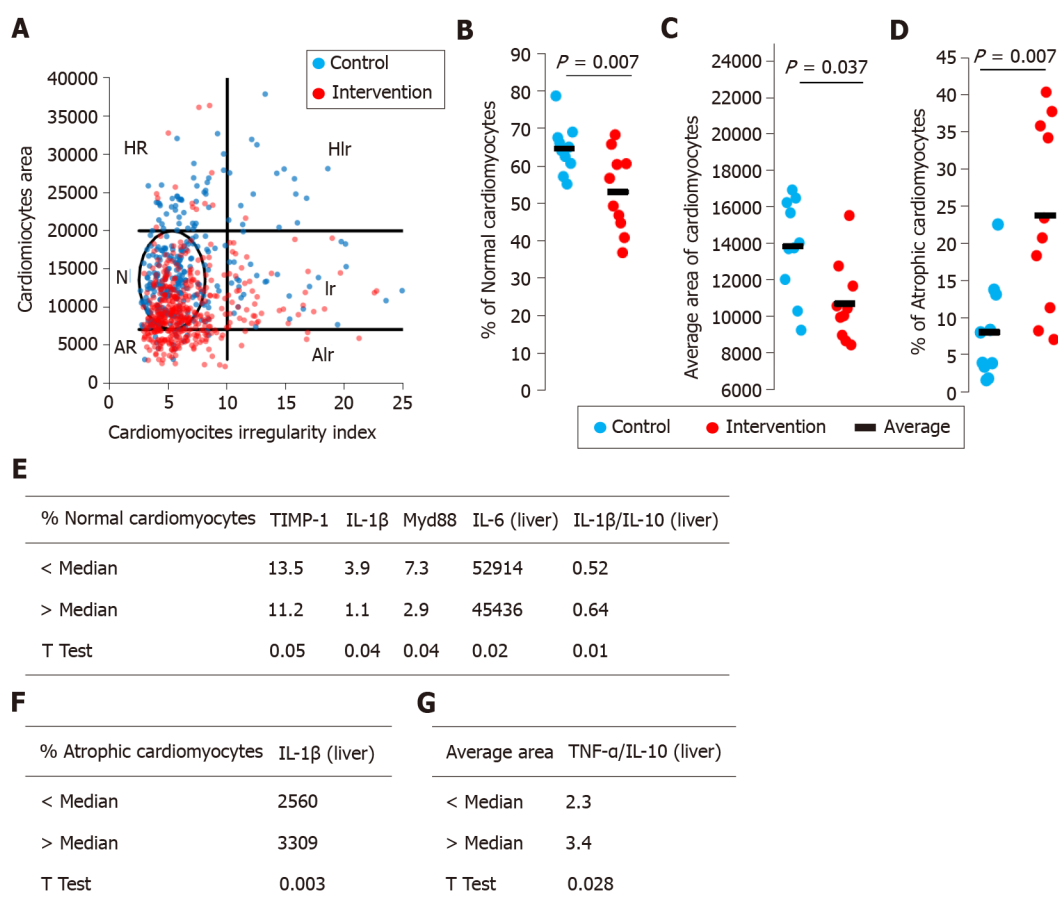 A
Control
Intervention
Cardiomiocytes area
40000
35000
30000
25000
20000
15000
10000
5000
0
HR
HIr
N
Ir
AR
AIr
0 5 10 15 20 25
Cardiomyocites irregularity index
B
P = 0.007
% of Normal cardiomyocytes
90
80
70
60
50
40
30
20
10
0
C
P = 0.037
Average area of cardiomyocytes
24000
22000
20000
18000
16000
14000
12000
10000
8000
6000
D
P = 0.007
% of Atrophic cardiomyocytes
45
40
35
30
25
20
15
10
5
0
Control Intervention Average
E
% Normal cardiomyocytes TIMP-1 IL-1β Myd88 IL-6 (liver) IL-1β/IL-10 (liver)
< Median 13.5 3.9 7.3 52914 0.52
> Median 11.2 1.1 2.9 45436 0.64
T Test 0.05 0.04 0.04 0.02 0.01
F
% Atrophic cardiomyocytes IL-1β (liver)
< Median 2560
> Median 3309
T Test 0.003
G
Average area TNF-α/IL-10 (liver)
< Median 2.3
> Median 3.4
T Test 0.028